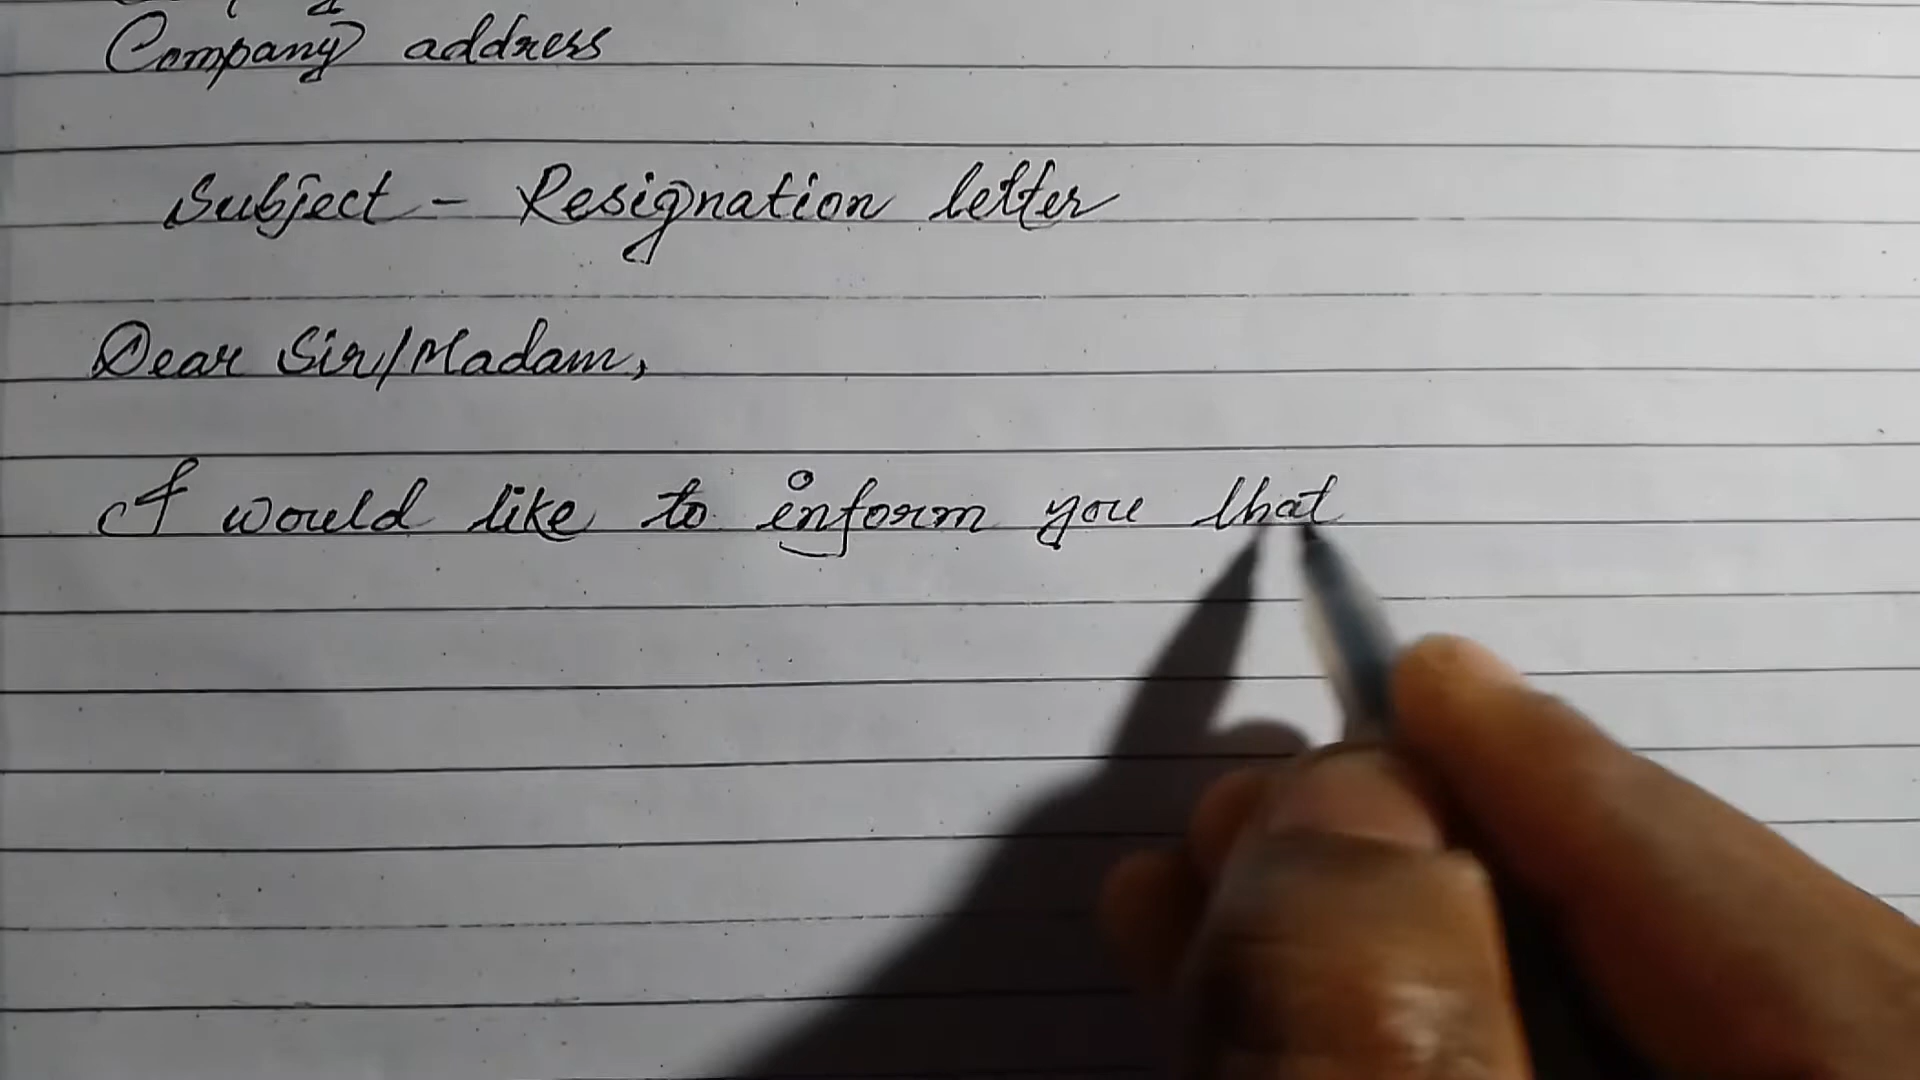 Company address
Subject - Resignation letter
Dear Sir/Madam,
I would like to inform you that